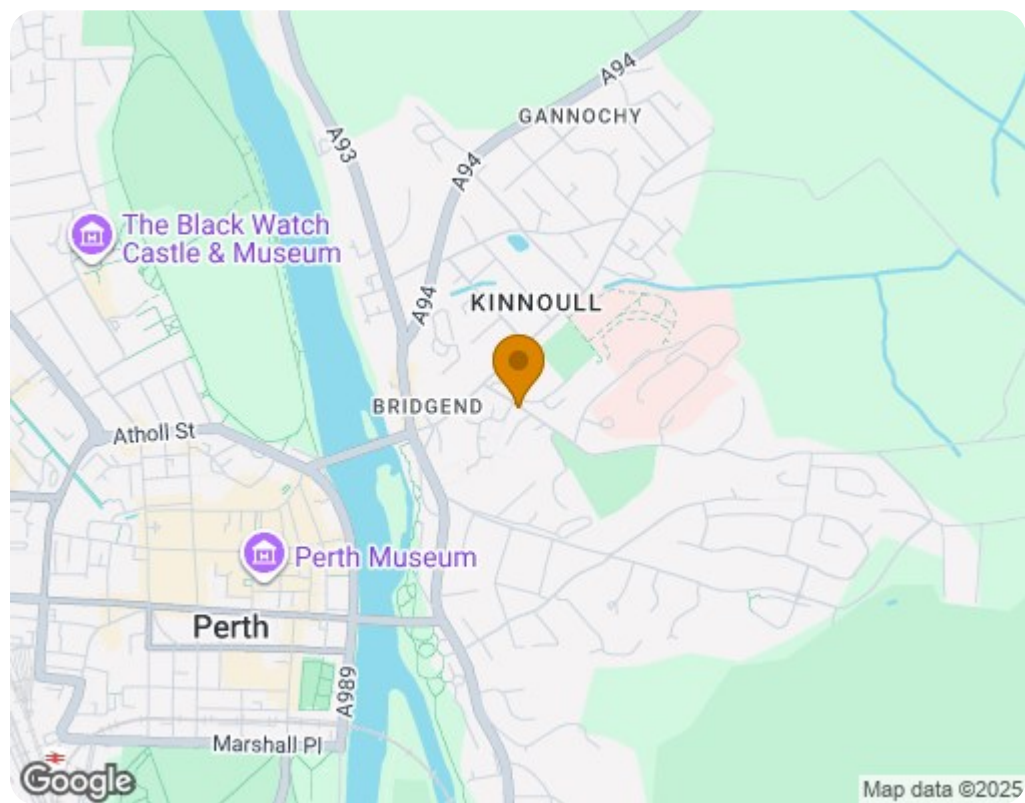 A94
GANNOCHY
A93
A94
The Black Watch
Castle & Museum
A94
KINNOULL
BRIDGEND
Atholl St
Perth Museum
Perth
A989
Marshall Pl
Google
Map data ©2025